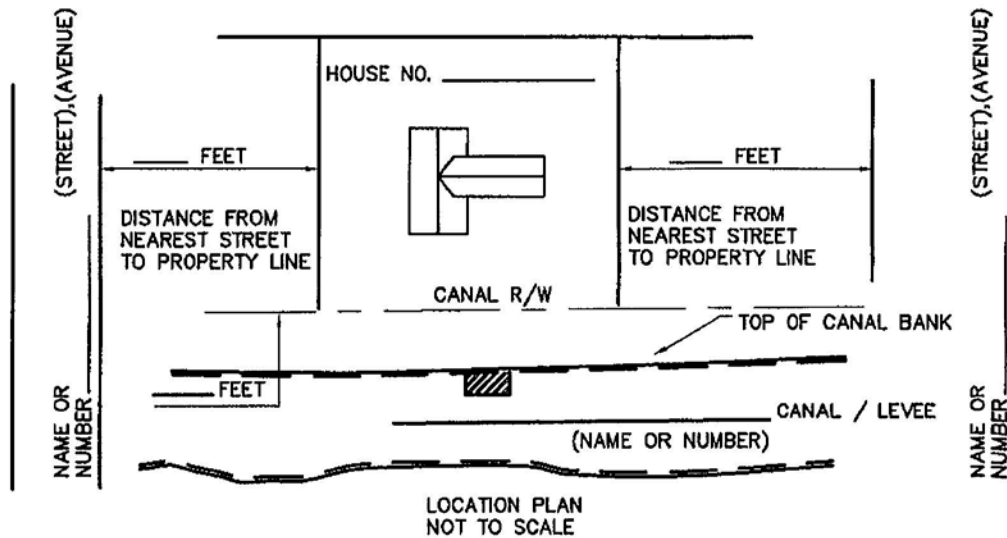 (STREET),(AVENUE)
NAME OR
NUMBER
HOUSE NO.
FEET
DISTANCE FROM
NEAREST STREET
TO PROPERTY LINE
FEET
DISTANCE FROM
NEAREST STREET
TO PROPERTY LINE
(STREET),(AVENUE)
NAME OR
NUMBER
CANAL R/W
TOP OF CANAL BANK
FEET
CANAL / LEVEE
(NAME OR NUMBER)
LOCATION PLAN
NOT TO SCALE